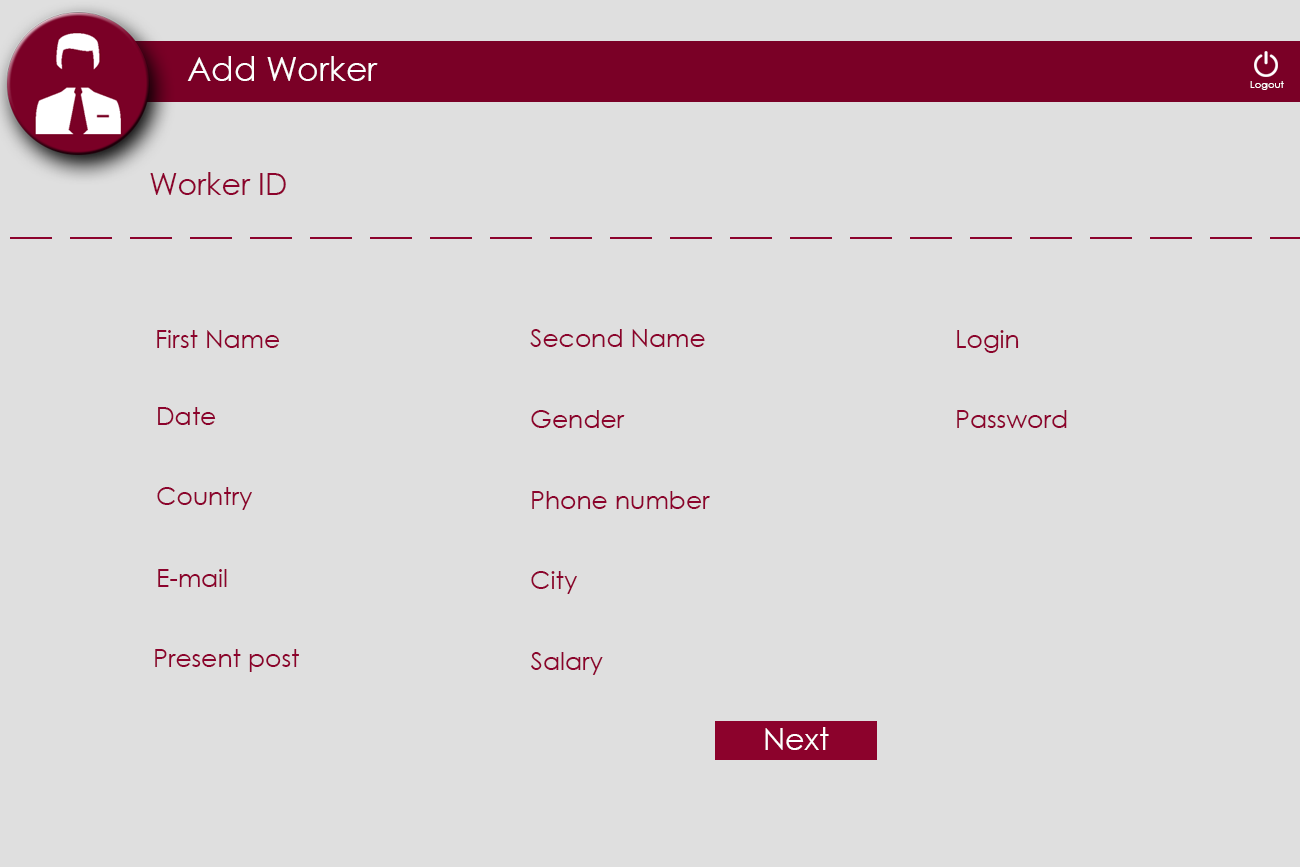 Add Worker
Logout
Worker ID
First Name
Second Name
Login
Date
Gender
Password
Country
Phone number
E-mail
City
Present post
Salary
Next